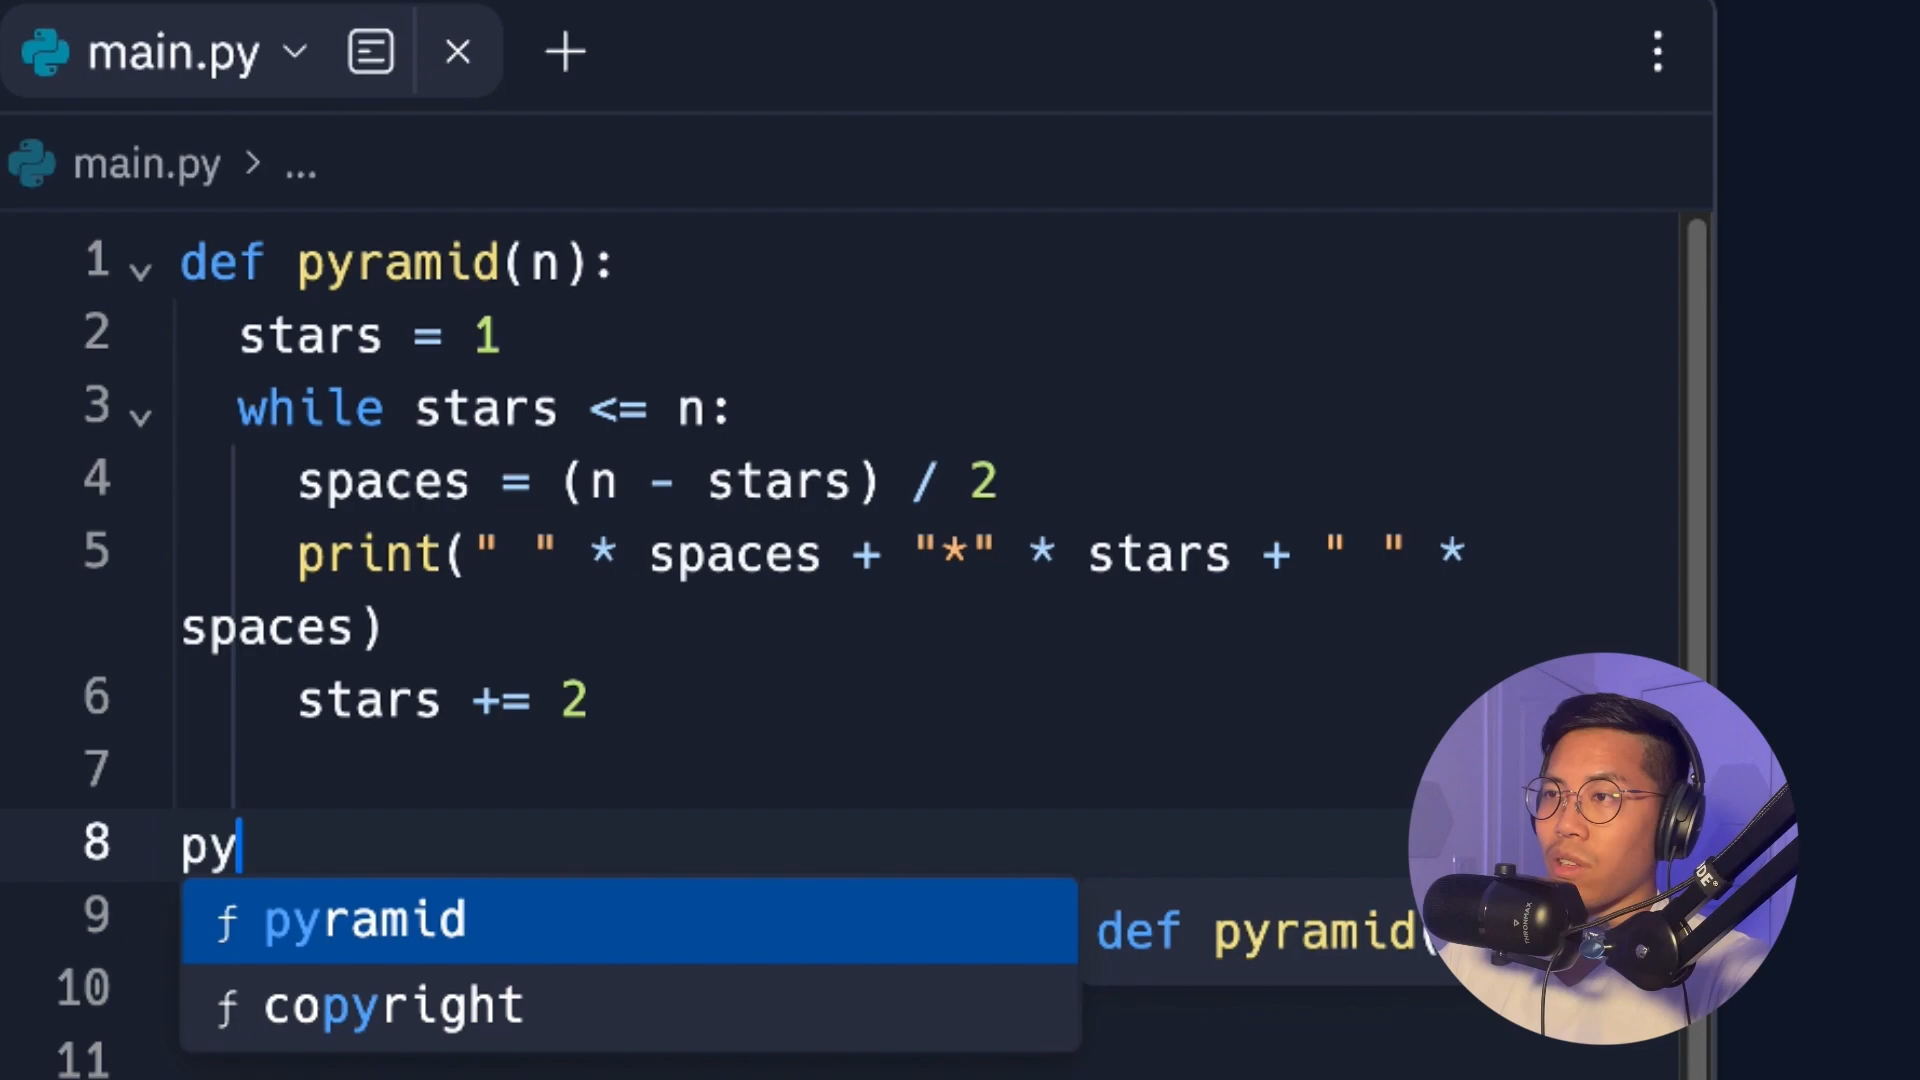 main.py
main.py > ...
1 def pyramid(n):
2 stars = 1
3 while stars <= n:
4 spaces = (n - stars) / 2
5 print(" " * spaces + "*" * stars + " " *
spaces)
6 stars += 2
7
8 py
9 ƒ pyramid def pyramid(
10 ƒ copyright
11
THRONMAX